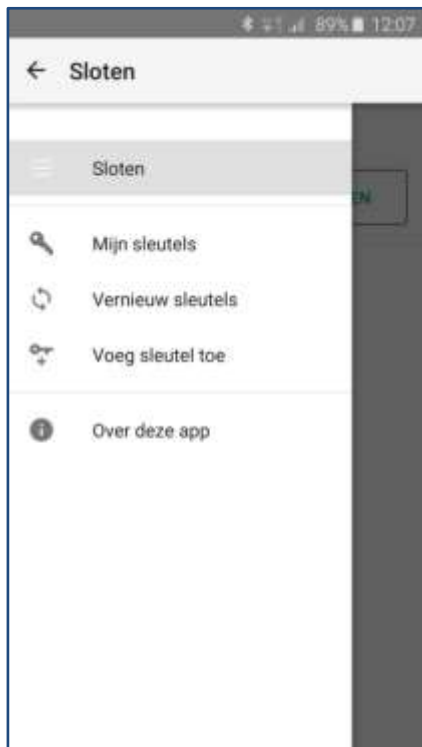 89% 12:07
Sloten
Sloten
EN
Mijn sleutels
Vernieuw sleutels
Voeg sleutel toe
Over deze app